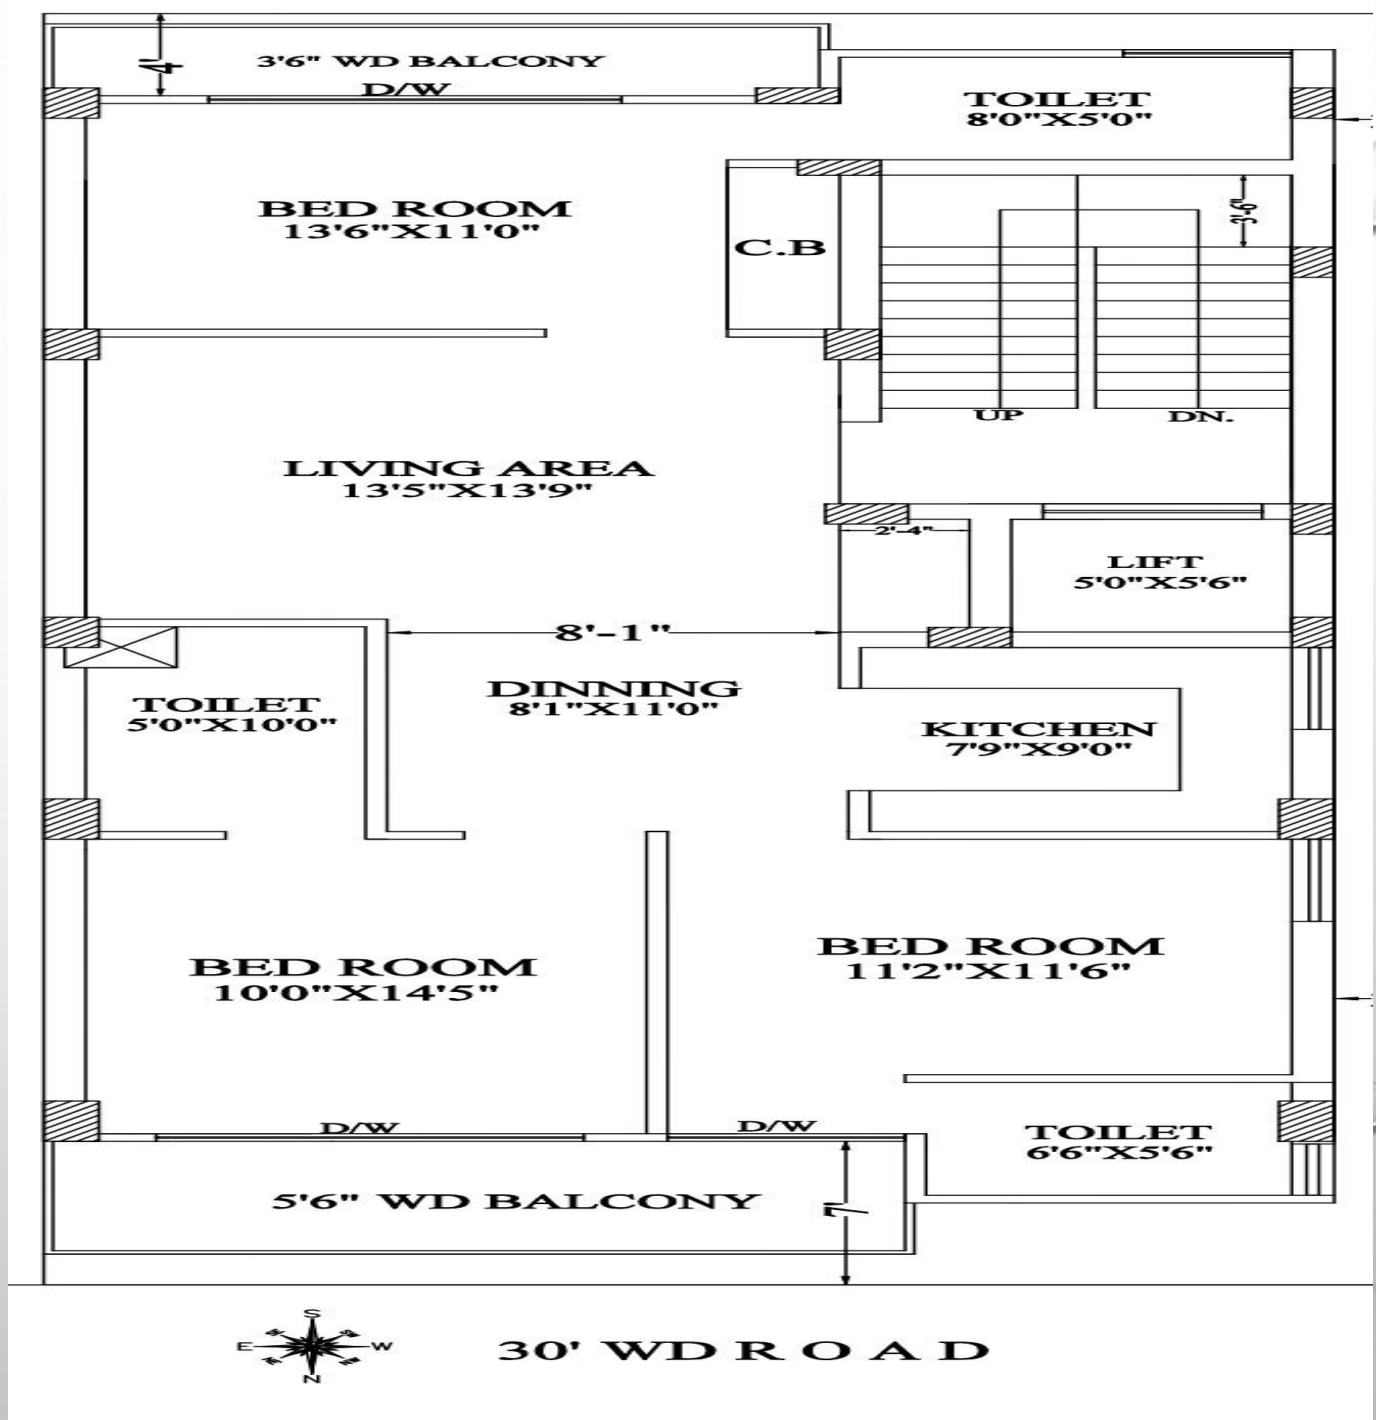 3'6" WD BALCONY
4'
D/W
TOILET
8'0"X5'0"
BED ROOM
13'6"X11'0"
3'-6"
C.B
UP
DN.
LIVING AREA
13'5"X13'9"
2'-4"
LIFT
5'0"X5'6"
8'-1"
DINNING
8'1"X11'0"
TOILET
5'0"X10'0"
KITCHEN
7'9"X9'0"
BED ROOM
11'2"X11'6"
BED ROOM
10'0"X14'5"
D/W
D/W
TOILET
6'6"X5'6"
5'6" WD BALCONY
7'
S
E
W
N
30' WD R O A D